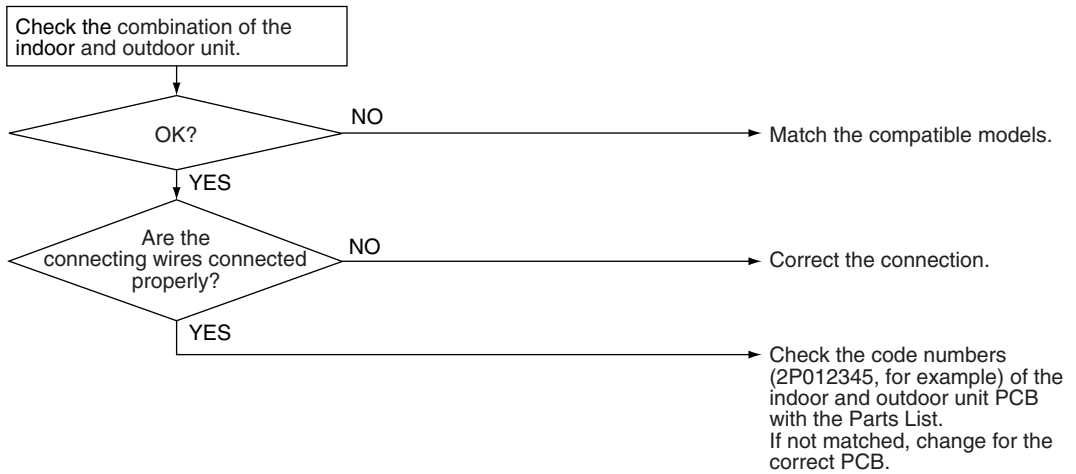 Check the combination of the
indoor and outdoor unit.
OK?
NO
Match the compatible models.
YES
Are the
connecting wires connected
properly?
NO
Correct the connection.
YES
Check the code numbers
(2P012345, for example) of the
indoor and outdoor unit PCB
with the Parts List.
If not matched, change for the
correct PCB.